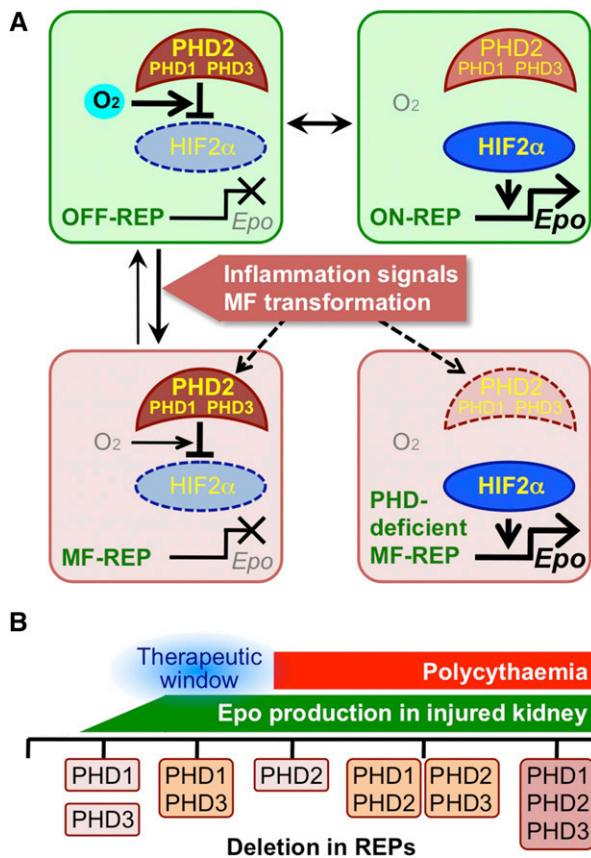 A
PHD2
PHD1 PHD3
O₂
HIF2α
OFF-REP
Epo
PHD2
PHD1 PHD3
O₂
HIF2α
ON-REP
Epo
Inflammation signals
MF transformation
PHD2
PHD1 PHD3
O₂
HIF2α
MF-REP
Epo
PHD2
PHD1 PHD3
O₂
HIF2α
PHD-
deficient
MF-REP
Epo
B
Therapeutic
window
Polycythaemia
Epo production in injured kidney
PHD1
PHD3
PHD1
PHD3
PHD2
PHD1
PHD2
PHD2
PHD3
PHD1
PHD2
PHD3
Deletion in REPs